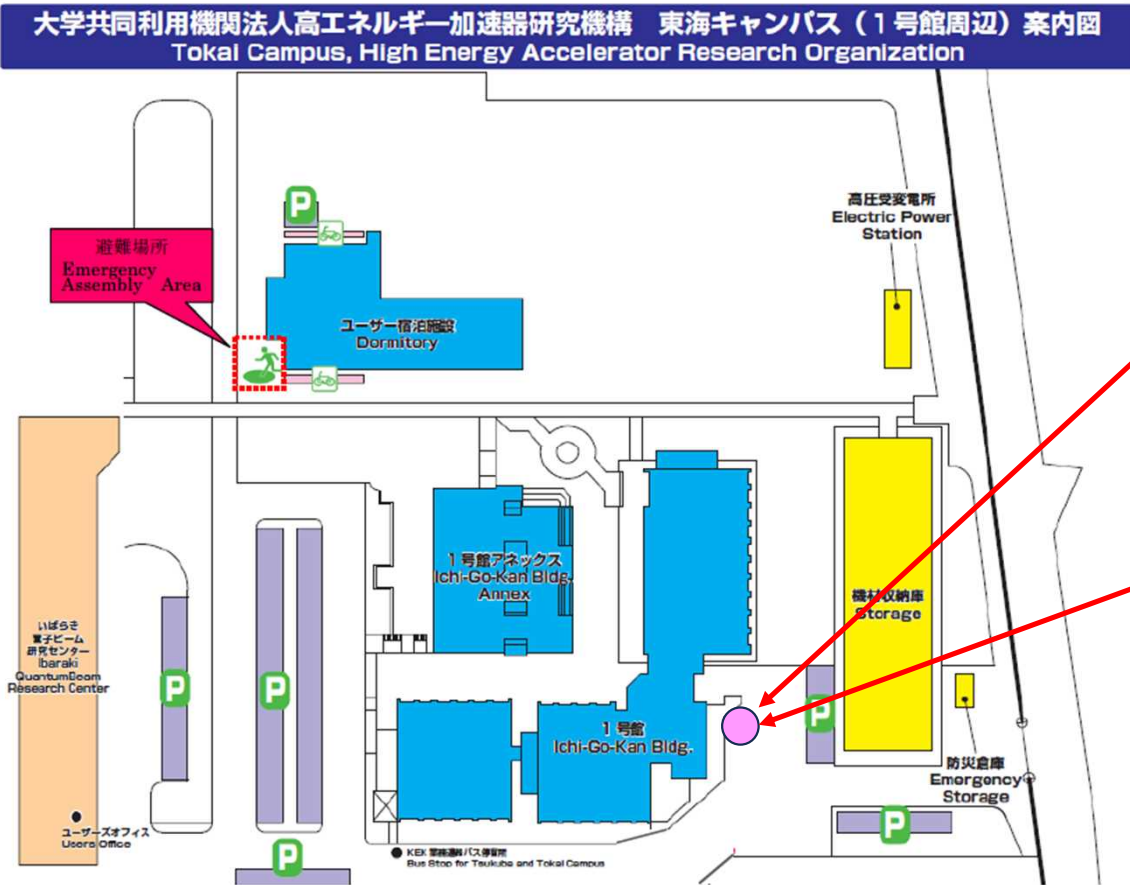 大学共同利用機関法人高エネルギー加速器研究機構 東海キャンパス（１号館周辺）案内図
Tokai Campus, High Energy Accelerator Research Organization
高圧受変電所
Electric Power
Station
P
避難場所
Emergency
Assembly Area
ユーザー宿泊施設
Dormitory
１号館アネックス
Ichi-Go-Kan Bldg.
Annex
機材収納庫
Storage
いばらき
量子ビーム
研究センター
Ibaraki
QuantumBeam
Research Center
P
P
P
１号館
Ichi-Go-Kan Bldg.
防災倉庫
Emergency
Storage
ユーザーズオフィス
Users Office
P
P
KEK 業務連絡バス停留所
Bus Stop for Tsukuba and Tokai Campus